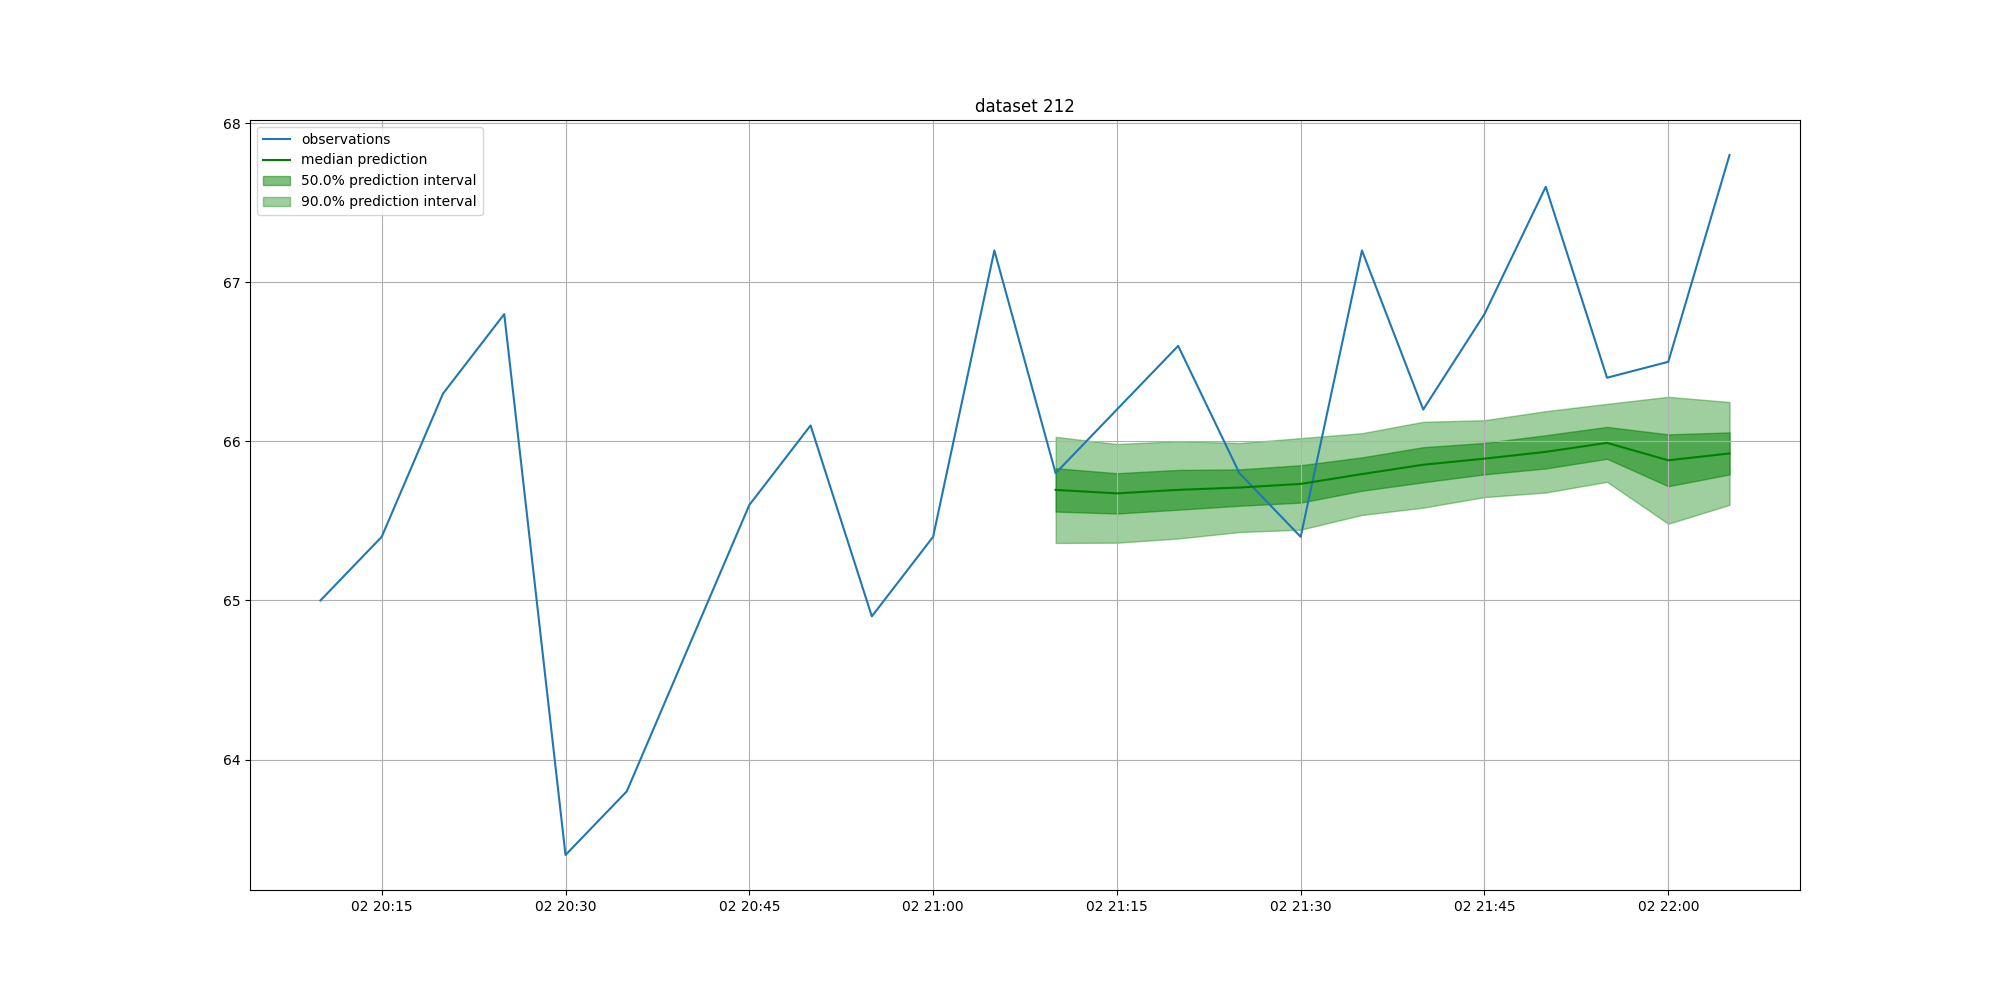 dataset 212
68
observations
median prediction
50.0% prediction interval
90.0% prediction interval
67
66
65
64
02 20:15 02 20:30 02 20:45 02 21:00 02 21:15 02 21:30 02 21:45 02 22:00